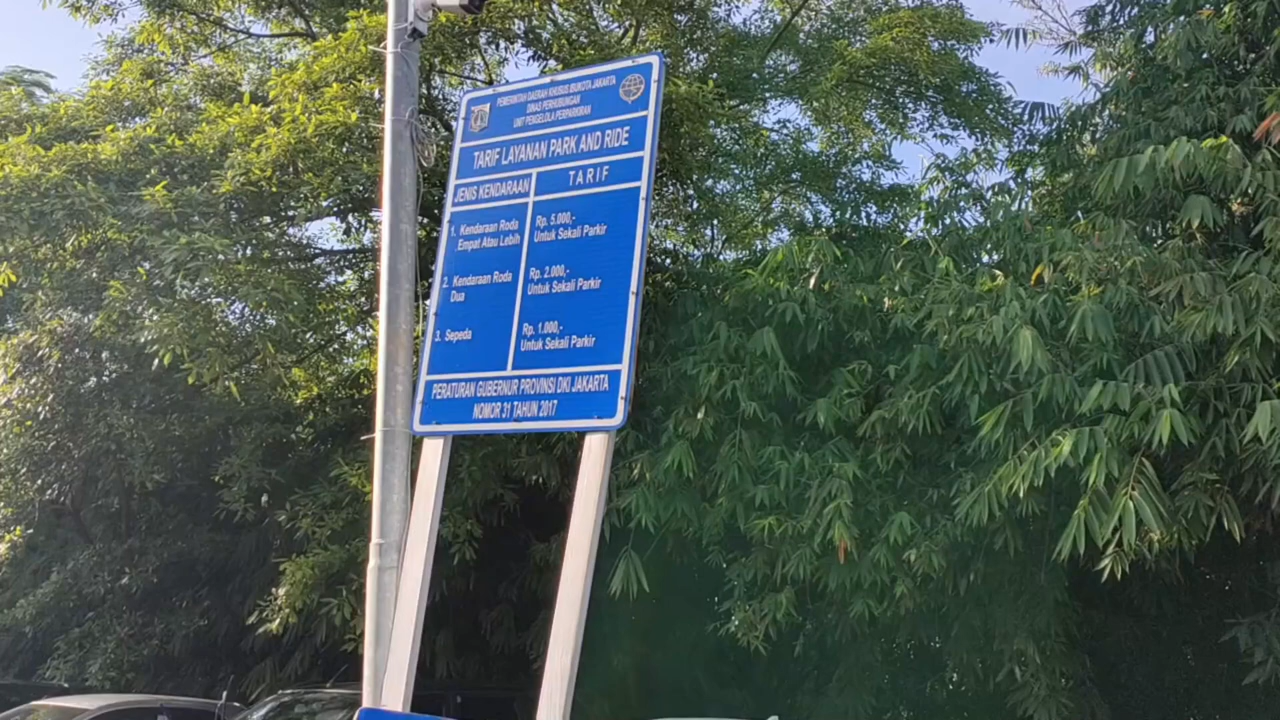 PEMERINTAH DAERAH KHUSUS IBUKOTA JAKARTA
DINAS PERHUBUNGAN
UNIT PENGELOLA PERPARKIRAN
TARIF LAYANAN PARK AND RIDE
JENIS KENDARAAN
TARIF
1. Kendaraan Roda
Empat Atau Lebih
Rp. 5.000,-
Untuk Sekali Parkir
2. Kendaraan Roda
Dua
Rp. 2.000,-
Untuk Sekali Parkir
3. Sepeda
Rp. 1.000,-
Untuk Sekali Parkir
PERATURAN GUBERNUR PROVINSI DKI JAKARTA
NOMOR 31 TAHUN 2017